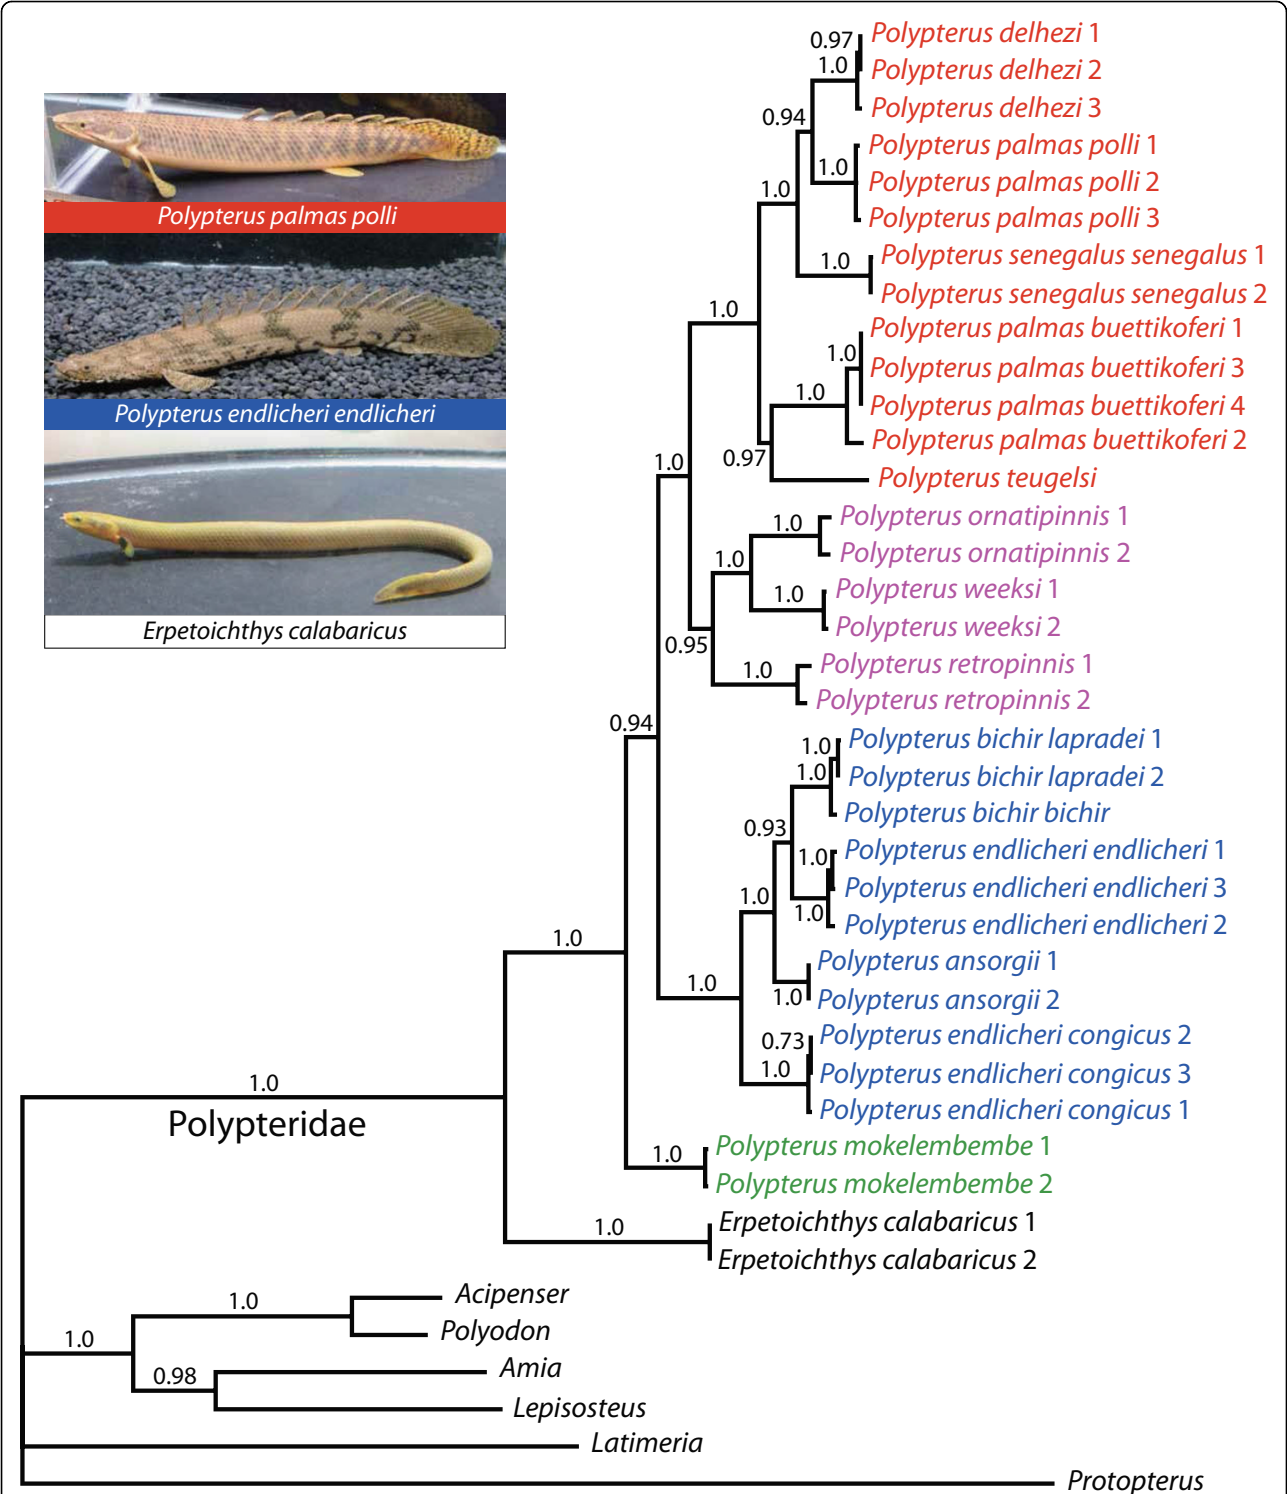 Polypterus palmas polli
Polypterus endlicheri endlicheri
Erpetoichthys calabaricus
0.97
Polypterus delhezi 1
1.0
Polypterus delhezi 2
Polypterus delhezi 3
0.94
Polypterus palmas polli 1
1.0
Polypterus palmas polli 2
1.0
Polypterus palmas polli 3
1.0
Polypterus senegalus senegalus 1
Polypterus senegalus senegalus 2
1.0
Polypterus palmas buettikoferi 1
1.0
Polypterus palmas buettikoferi 3
1.0
Polypterus palmas buettikoferi 4
Polypterus palmas buettikoferi 2
0.97
1.0
Polypterus teugelsi
1.0
Polypterus ornatipinnis 1
1.0
Polypterus ornatipinnis 2
1.0
Polypterus weeksi 1
Polypterus weeksi 2
0.95
1.0
Polypterus retropinnis 1
Polypterus retropinnis 2
0.94
1.0
Polypterus bichir lapradei 1
1.0
Polypterus bichir lapradei 2
Polypterus bichir bichir
0.93
1.0
Polypterus endlicheri endlicheri 1
Polypterus endlicheri endlicheri 3
1.0
1.0
Polypterus endlicheri endlicheri 2
1.0
Polypterus ansorgii 1
1.0
1.0
Polypterus ansorgii 2
0.73
Polypterus endlicheri congicus 2
1.0
Polypterus endlicheri congicus 3
Polypterus endlicheri congicus 1
1.0
Polypteridae
1.0
Polypterus mokelembembe 1
Polypterus mokelembembe 2
1.0
Erpetoichthys calabaricus 1
Erpetoichthys calabaricus 2
1.0
Acipenser
Polyodon
1.0
0.98
Amia
Lepisosteus
Latimeria
Protopterus